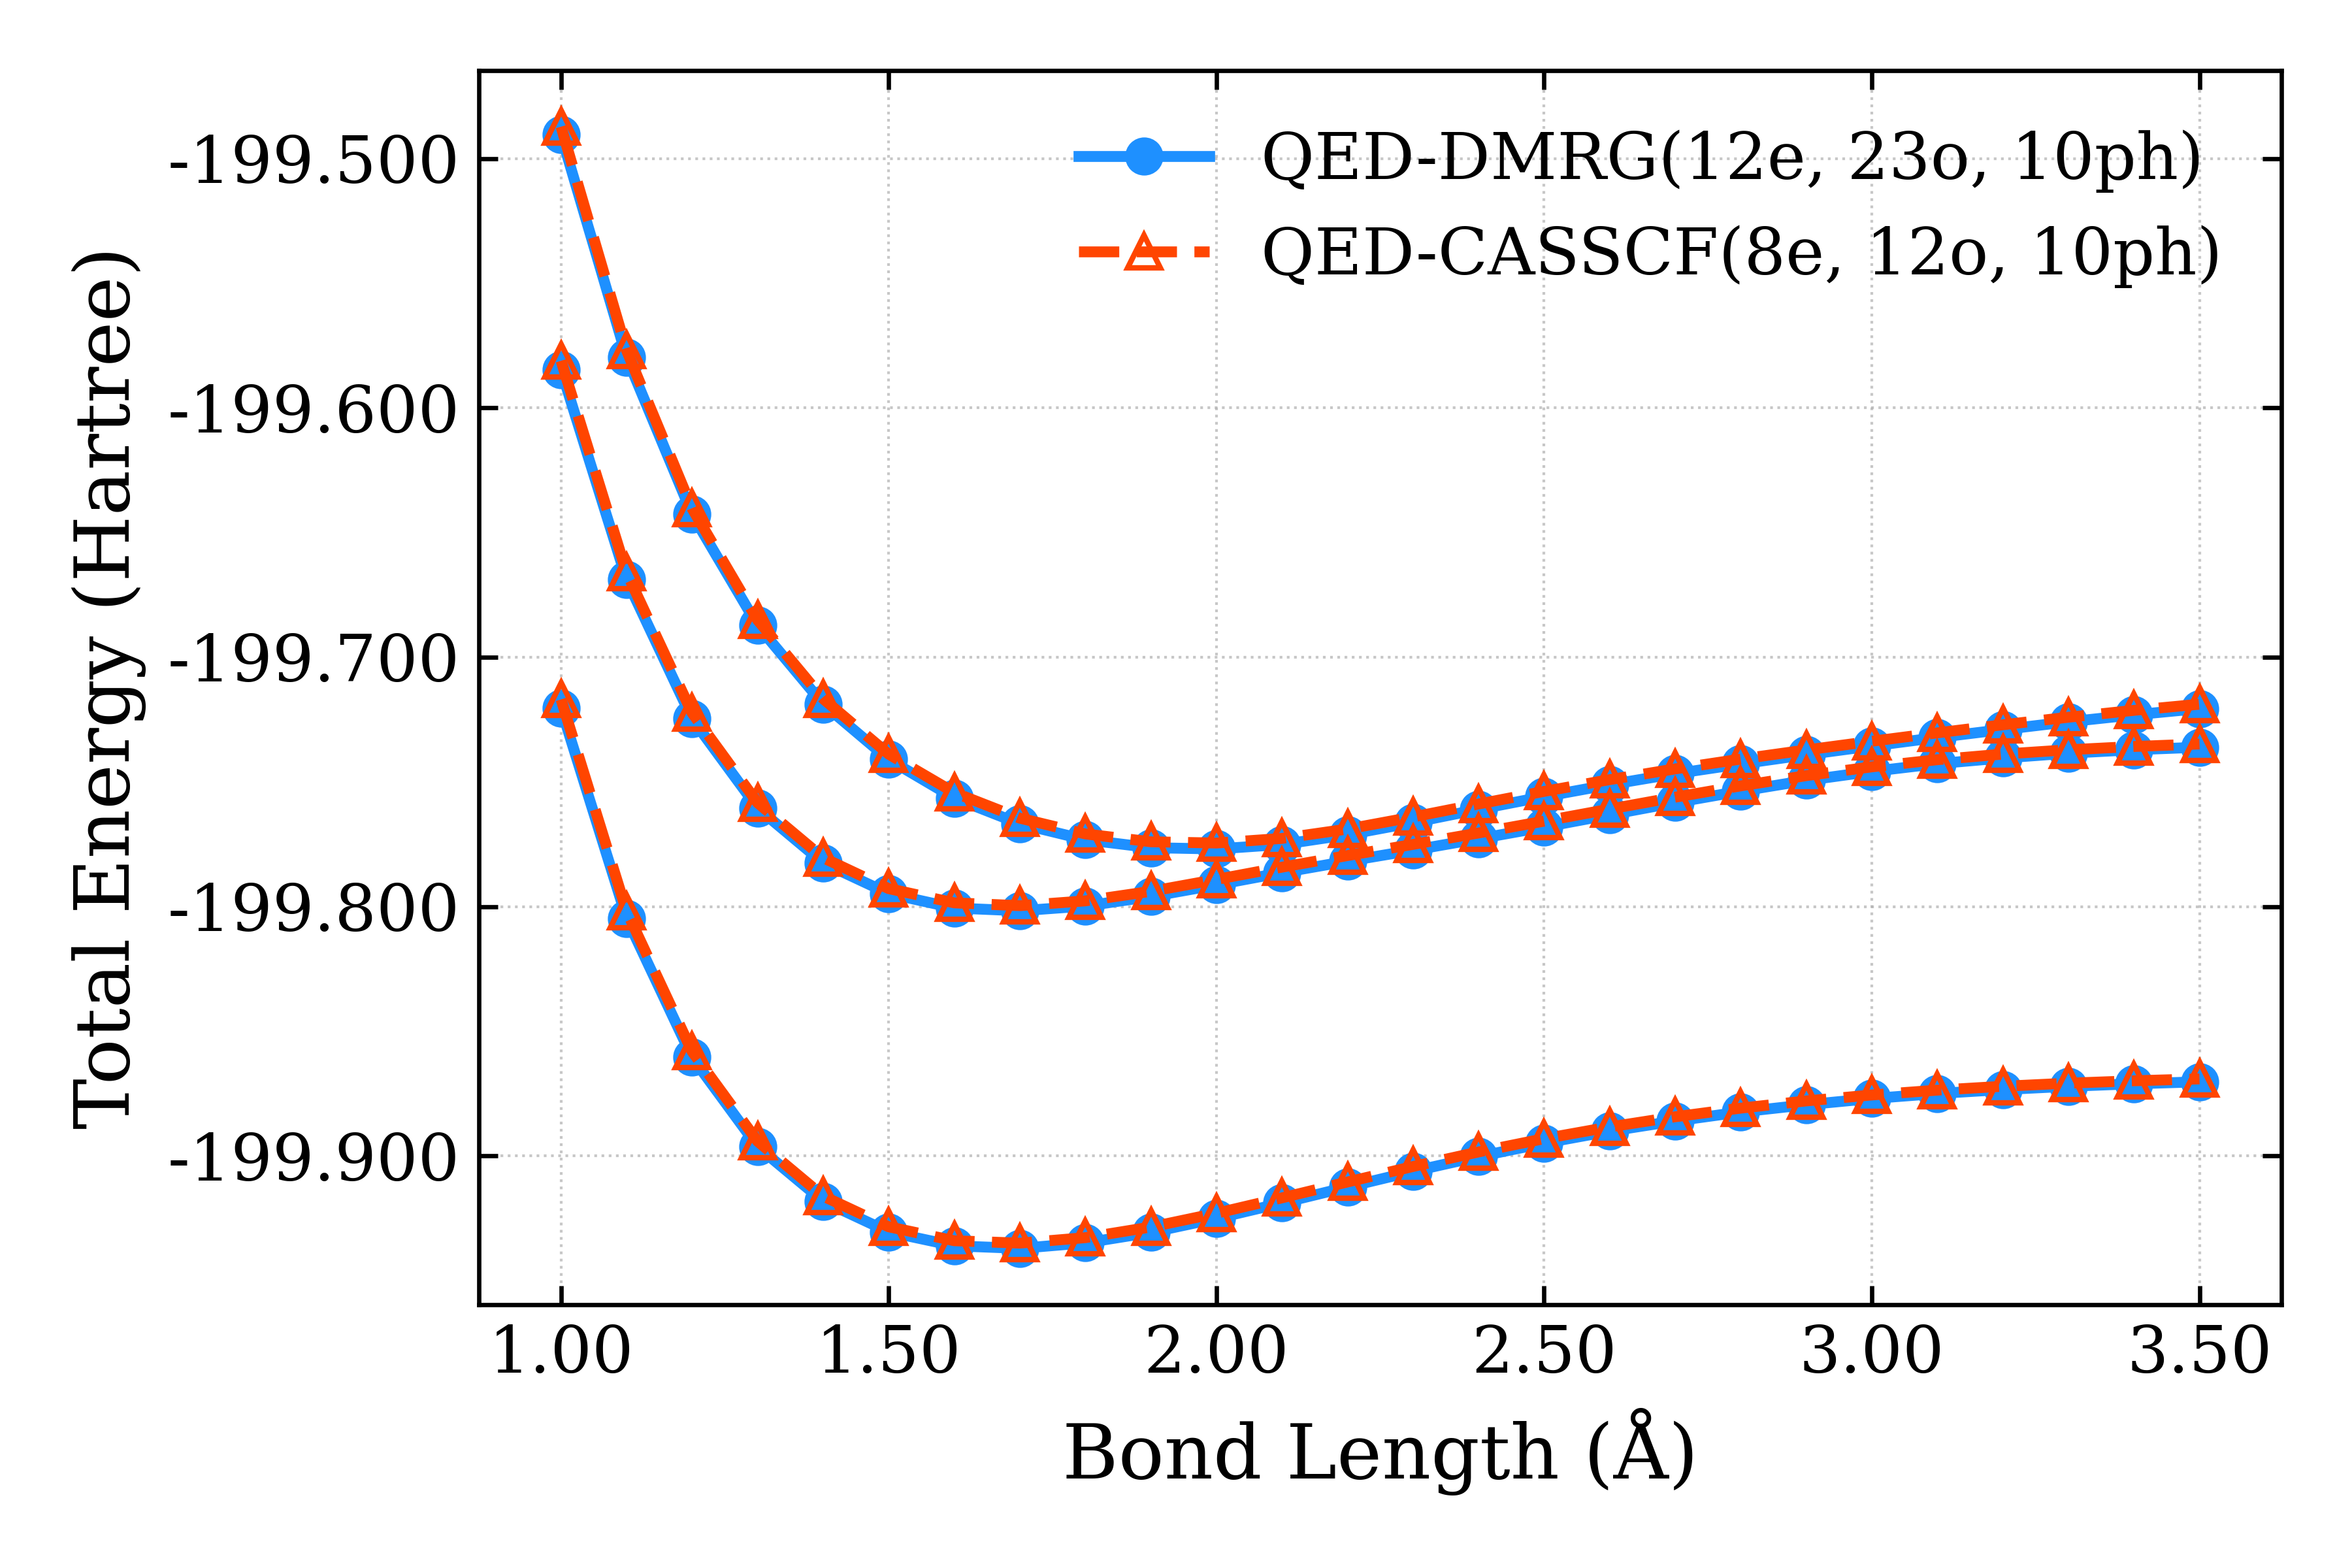 QED-DMRG(12e, 23o, 10ph)
QED-CASSCF(8e, 12o, 10ph)
Total Energy (Hartree)
-199.500
-199.600
-199.700
-199.800
-199.900
1.00 1.50 2.00 2.50 3.00 3.50
Bond Length (Å)